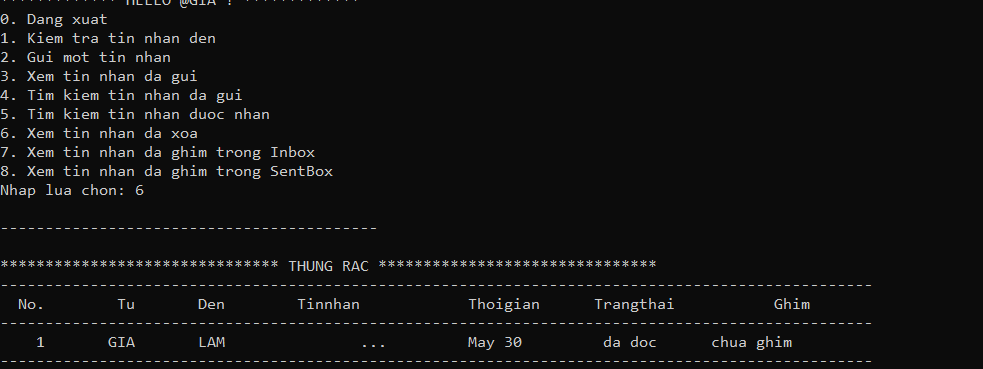 ************* HELLO @GIA ! *************
0. Dang xuat
1. Kiem tra tin nhan den
2. Gui mot tin nhan
3. Xem tin nhan da gui
4. Tim kiem tin nhan da gui
5. Tim kiem tin nhan duoc nhan
6. Xem tin nhan da xoa
7. Xem tin nhan da ghim trong Inbox
8. Xem tin nhan da ghim trong SentBox
Nhap lua chon: 6
------------------------------------------
******************************* THUNG RAC *******************************
-------------------------------------------------------------------------------------------------
No. Tu Den Tinnhan Thoigian Trangthai Ghim
-------------------------------------------------------------------------------------------------
1 GIA LAM ... May 30 da doc chua ghim
-------------------------------------------------------------------------------------------------